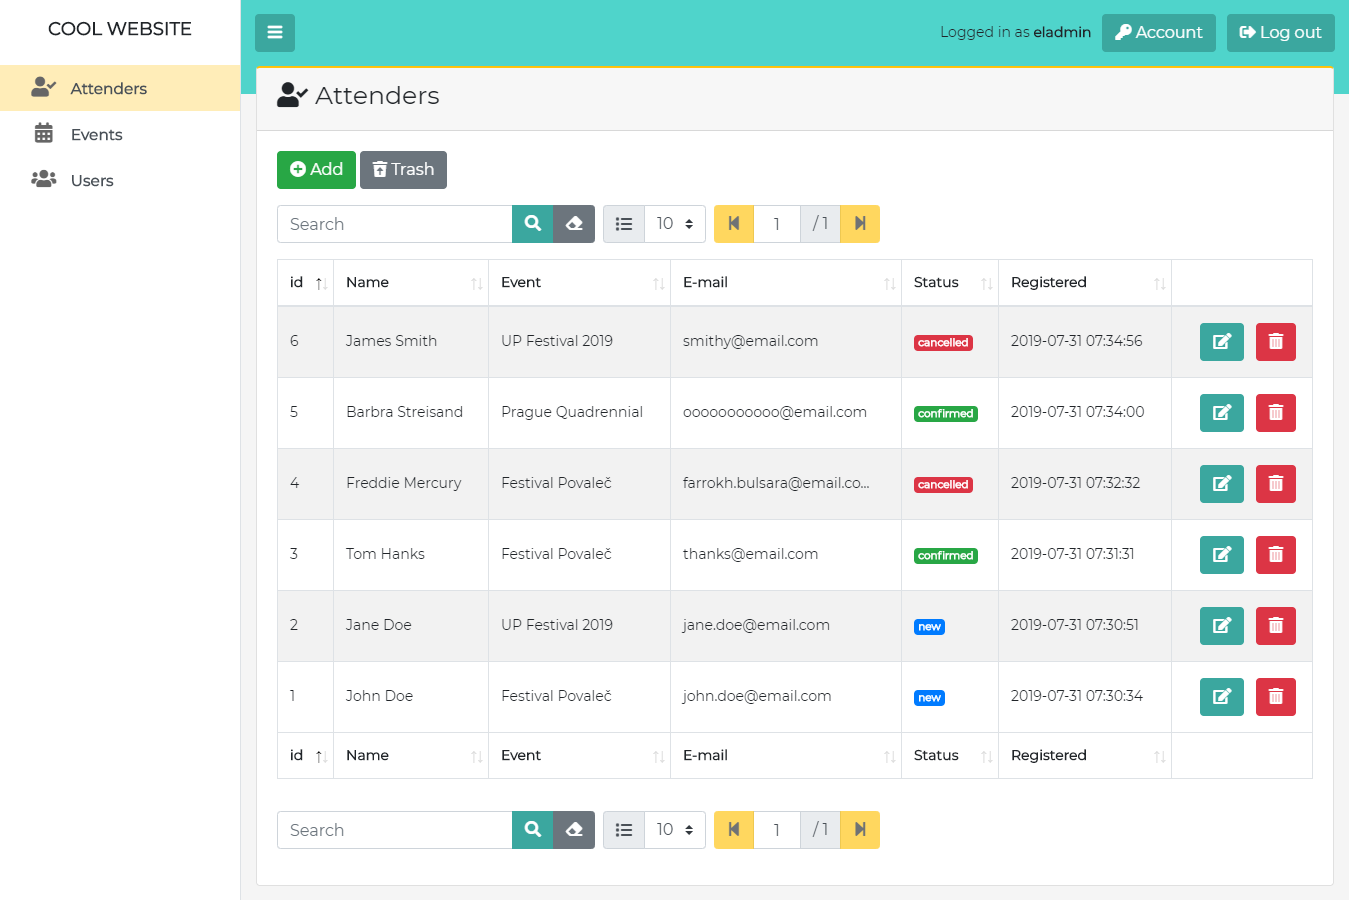 COOL WEBSITE
Logged in as eladmin Account Log out
Attenders
Events
Users
Attenders
Add Trash
Search 10 1 / 1
id Name Event E-mail Status Registered
6 James Smith UP Festival 2019 smithy@email.com cancelled 2019-07-31 07:34:56
5 Barbra Streisand Prague Quadrennial ooooooooooo@email.com confirmed 2019-07-31 07:34:00
4 Freddie Mercury Festival Povaleč farrokh.bulsara@email.co... cancelled 2019-07-31 07:32:32
3 Tom Hanks Festival Povaleč thanks@email.com confirmed 2019-07-31 07:31:31
2 Jane Doe UP Festival 2019 jane.doe@email.com new 2019-07-31 07:30:51
1 John Doe Festival Povaleč john.doe@email.com new 2019-07-31 07:30:34
id Name Event E-mail Status Registered
Search 10 1 / 1